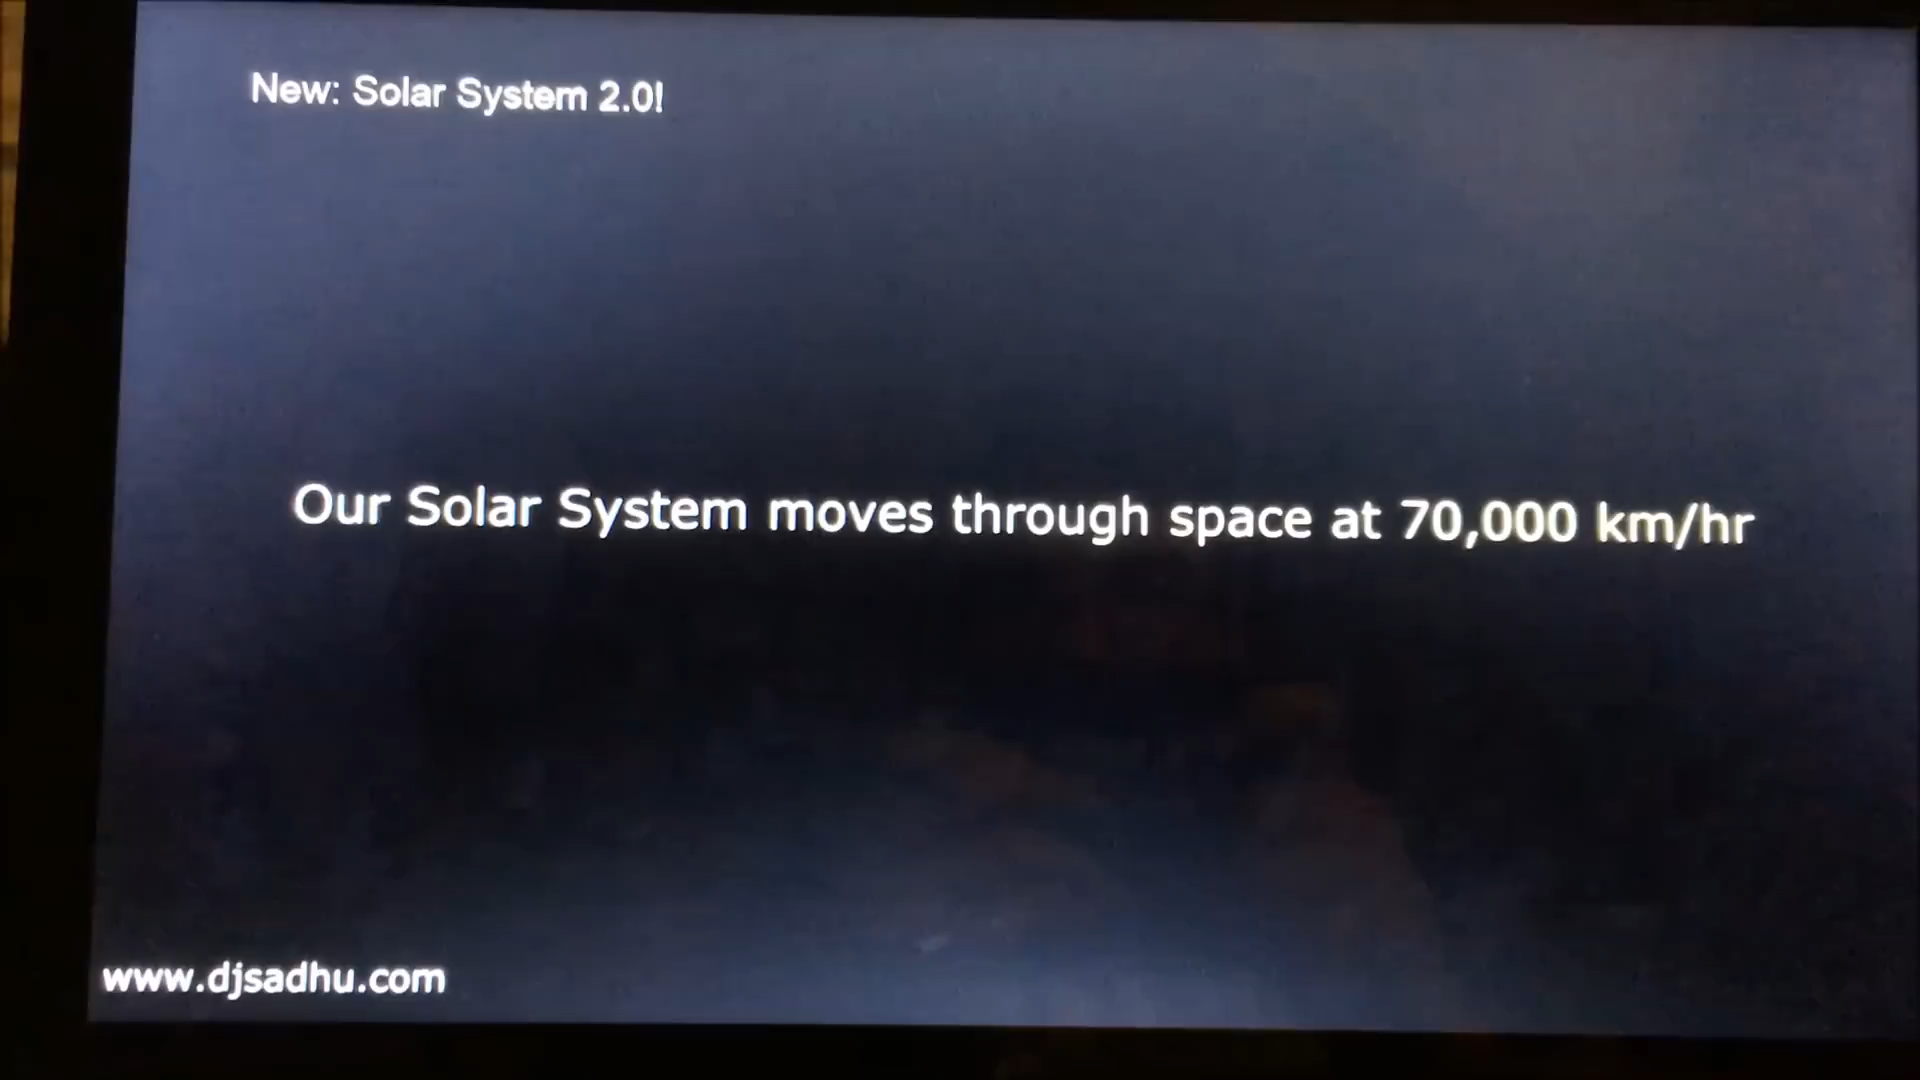 New: Solar System 2.0!
Our Solar System moves through space at 70,000 km/hr
www.djsadhu.com